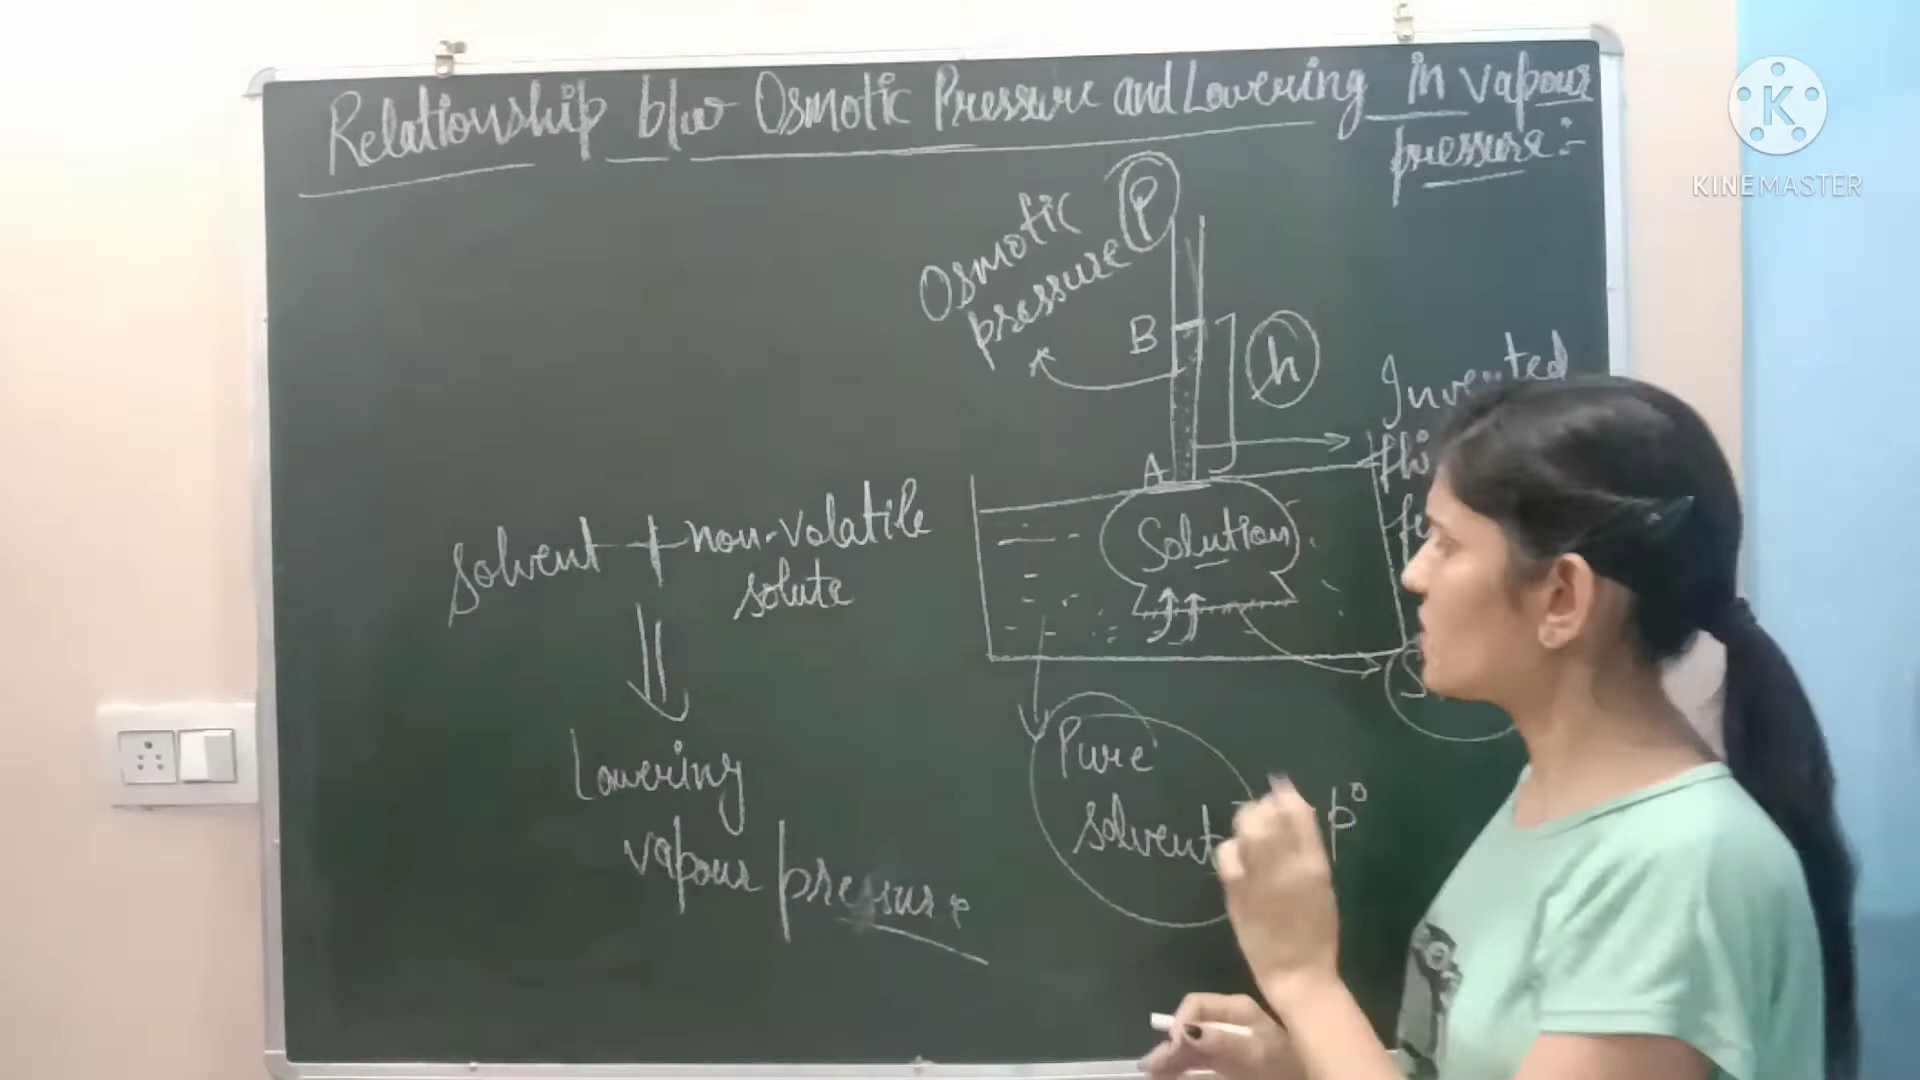 Relationship b/w Osmotic Pressure and Lowering in vapour
pressure :-
Osmotic
pressure
P
B
h
A
Inverted
Solution
solvent + non-volatile
solute
Lowering
vapour pressure
Pure
solvent
p°
K
KINEMASTER